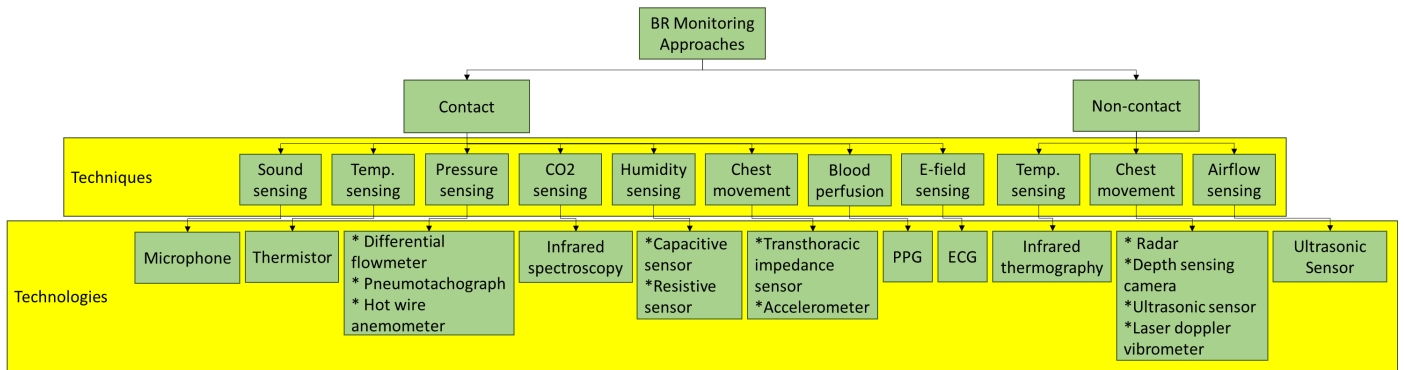 BR Monitoring
Approaches
Contact
Non-contact
Techniques
Sound
sensing
Temp.
sensing
Pressure
sensing
CO2
sensing
Humidity
sensing
Chest
movement
Blood
perfusion
E-field
sensing
Temp.
sensing
Chest
movement
Airflow
sensing
Technologies
Microphone
Thermistor
* Differential
flowmeter
* Pneumotachograph
* Hot wire
anemometer
Infrared
spectroscopy
*Capacitive
sensor
*Resistive
sensor
*Transthoracic
impedance
sensor
*Accelerometer
PPG
ECG
Infrared
thermography
* Radar
*Depth sensing
camera
*Ultrasonic sensor
*Laser doppler
vibrometer
Ultrasonic
Sensor